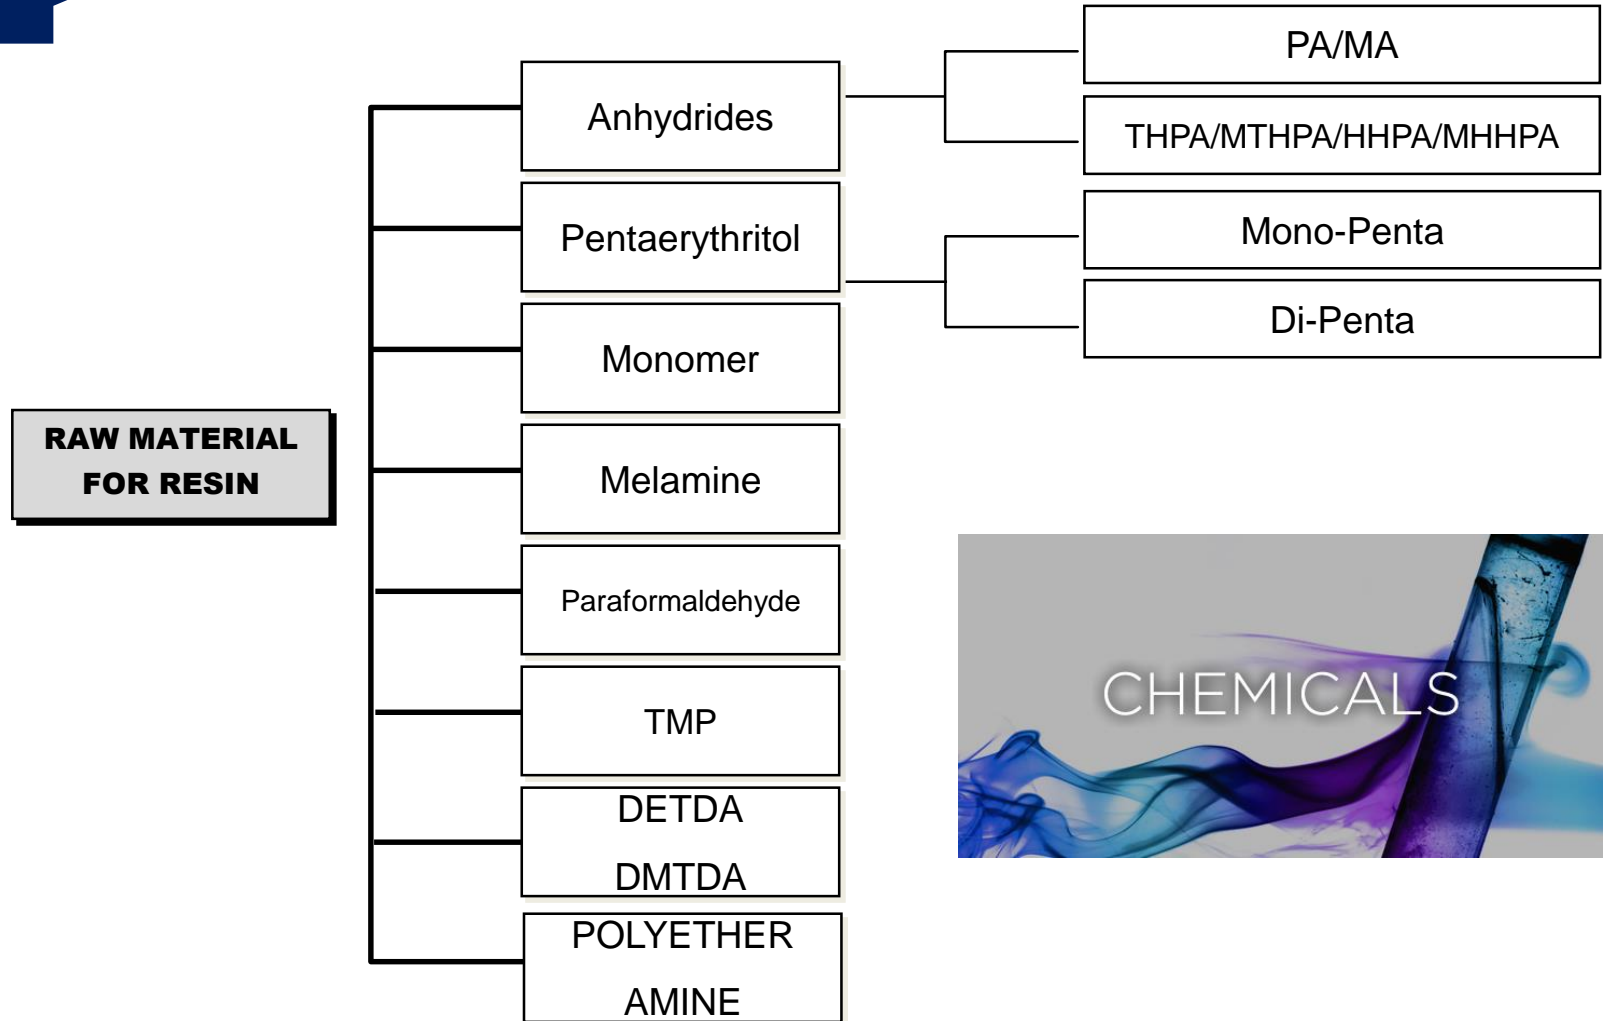 RAW MATERIAL
FOR RESIN
Anhydrides
Pentaerythritol
Monomer
Melamine
Paraformaldehyde
TMP
DETDA
DMTDA
POLYETHER
AMINE
PA/MA
THPA/MTHPA/HHPA/MHHPA
Mono-Penta
Di-Penta
CHEMICALS